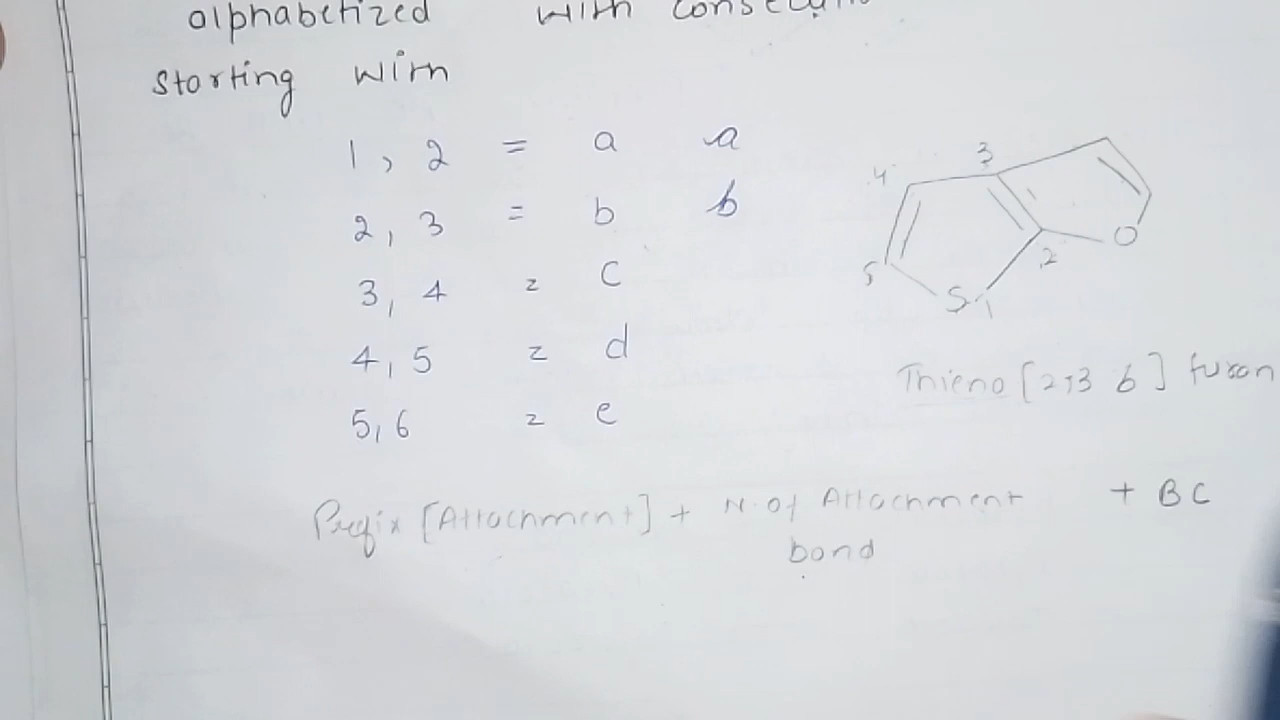 alphabetized with
starting with
1, 2 = a a
2, 3 = b b
3, 4 = c
4, 5 = d
5, 6 = e
3
4
5
2
S 1
O
Thieno [2,3 b] furan
Prefix [Attachment] + N. of Attachment + BC
bond